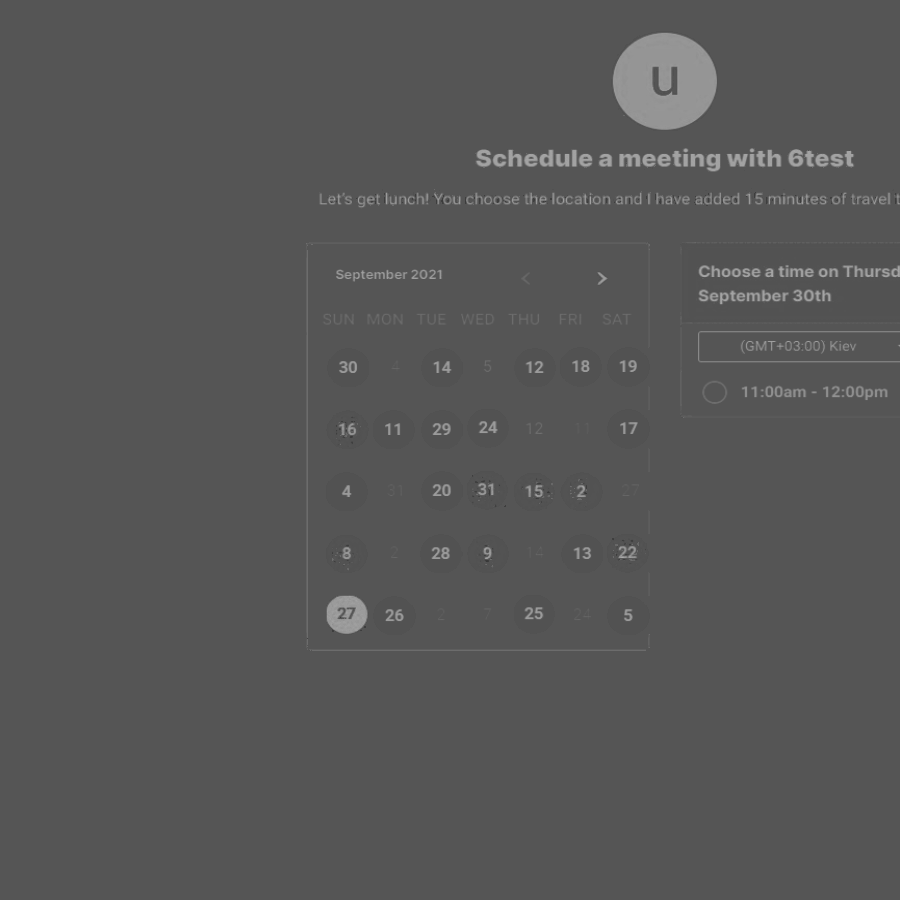 u
Schedule a meeting with 6test
Let's get lunch! You choose the location and I have added 15 minutes of travel
September 2021
SUN MON TUE WED THU FRI SAT
30 4 14 5 12 18 19
16 11 29 24 12 11 17
4 31 20 31 15 2 27
8 2 28 9 14 13 22
27 26 2 7 25 24 5
Choose a time on Thursd
September 30th
(GMT+03:00) Kiev
11:00am - 12:00pm